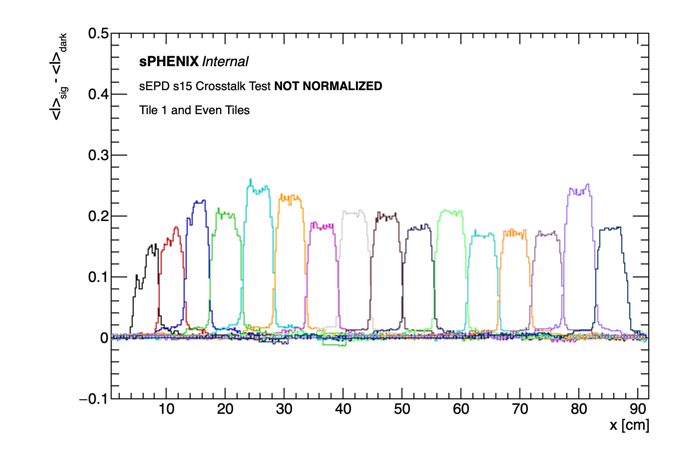 0.5
sPHENIX Internal
sEPD s15 Crosstalk Test NOT NORMALIZED
Tile 1 and Even Tiles
<I>sig - <I>dark
0.4
0.3
0.2
0.1
0
−0.1
10 20 30 40 50 60 70 80 90
x [cm]